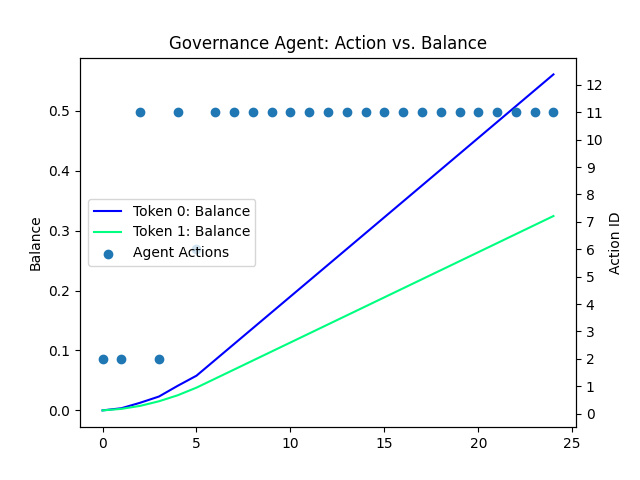 Governance Agent: Action vs. Balance
Balance
0.5
0.4
0.3
0.2
0.1
0.0
Token 0: Balance
Token 1: Balance
Agent Actions
12
11
10
9
8
7
6
5
4
3
2
1
0
Action ID
0 5 10 15 20 25